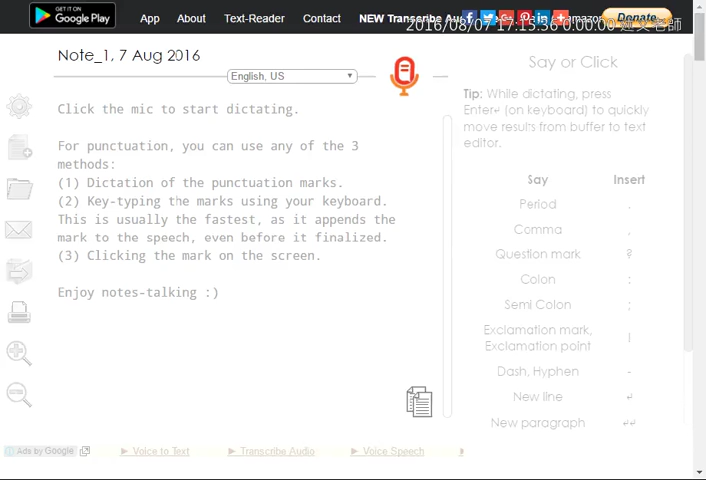 GET IT ON
Google Play
App
About
Text-Reader
Contact
NEW Transcribe
Donate
2016/08/07
0.00.00
老師
Note_1, 7 Aug 2016
English, US
Click the mic to start dictating.
For punctuation, you can use any of the 3
methods:
(1) Dictation of the punctuation marks.
(2) Key-typing the marks using your keyboard.
This is usually the fastest, as it appends the
mark to the speech, even before it finalized.
(3) Clicking the mark on the screen.
Enjoy notes-talking :)
Say or Click
Tip: While dictating, press
Enter↵ (on keyboard) to quickly
move results from buffer to text
editor.
Say Insert
Period .
Comma ,
Question mark ?
Colon :
Semi Colon ;
Exclamation mark, !
Exclamation point
Dash, Hyphen -
New line ↵
New paragraph ↵↵
Ads by Google
► Voice to Text
► Transcribe Audio
► Voice Speech